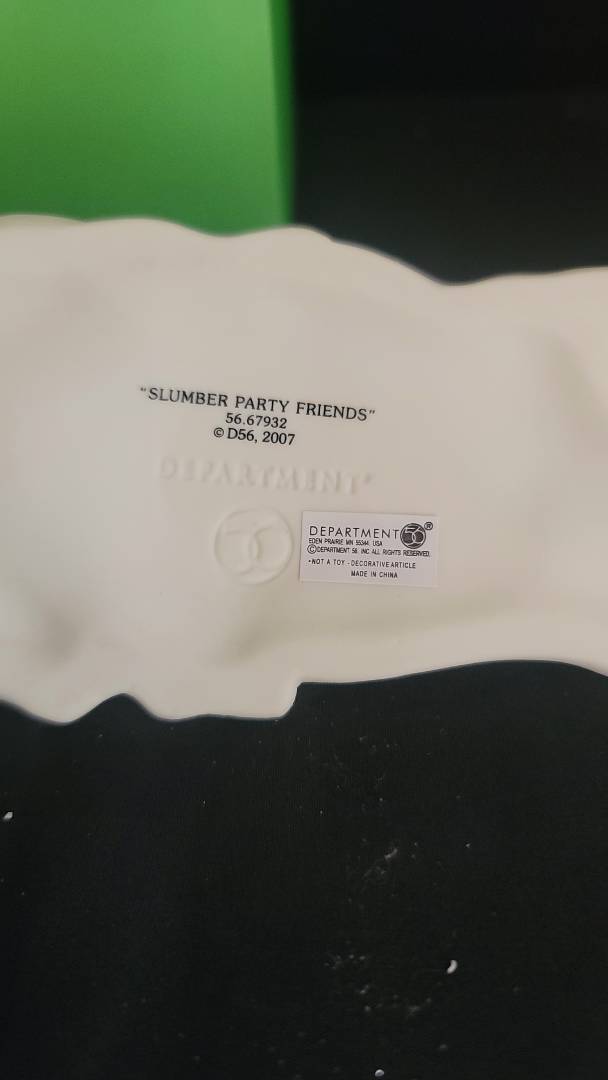 "SLUMBER PARTY FRIENDS"
56.67932
© D56, 2007
DEPARTMENT
56
DEPARTMENT 56®
EDEN PRAIRIE MN 55344 USA
©DEPARTMENT 56, INC. ALL RIGHTS RESERVED.
•NOT A TOY - DECORATIVE ARTICLE
MADE IN CHINA